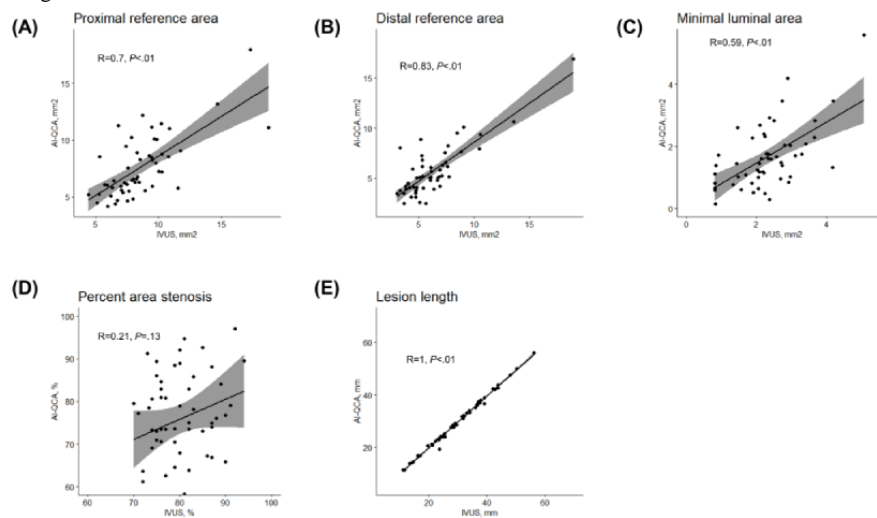 Proximal reference area
Distal reference area
Minimal luminal area
(A)
(B)
(C)
R=0.7, P<.01
R=0.83, P<.01
R=0.59, P<.01
AI-QCA, mm2
15
10
5
5
10
15
IVUS, mm2
AI-QCA, mm2
15
10
5
0
5
10
15
IVUS, mm2
AI-QCA, mm2
4
2
0
0
2
4
6
IVUS, mm2
(D)
Percent area stenosis
(E)
Lesion length
R=0.21, P=.13
R=1, P<.01
AI-QCA, %
100
90
80
70
60
60
70
80
90
100
IVUS, %
AI-QCA, mm
60
40
20
20
40
60
IVUS, mm